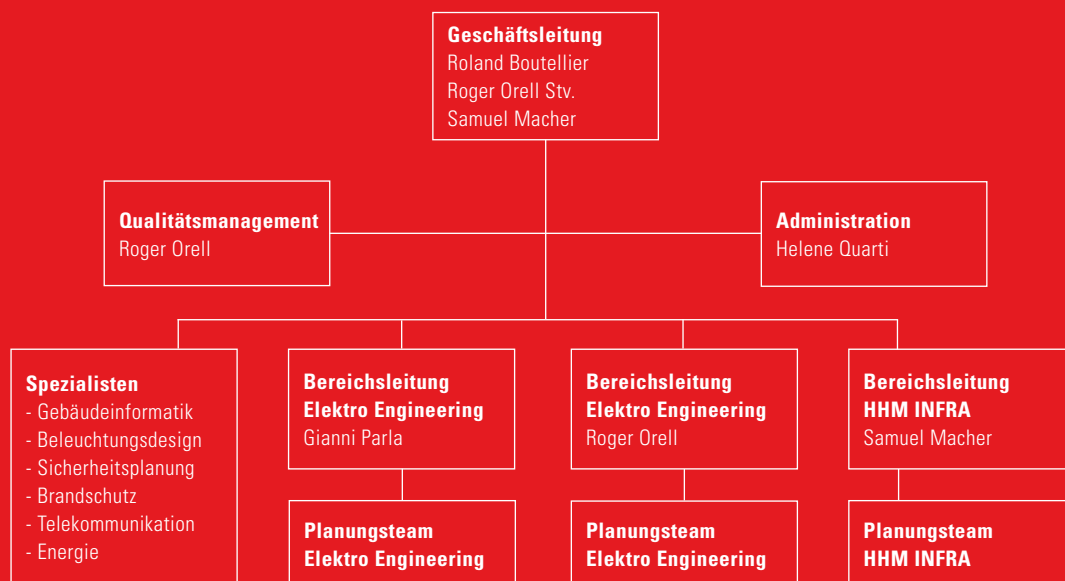 Geschäftsleitung
Roland Boutellier
Roger Orell Stv.
Samuel Macher
Qualitätsmanagement
Roger Orell
Administration
Helene Quarti
Spezialisten
- Gebäudeinformatik
- Beleuchtungsdesign
- Sicherheitsplanung
- Brandschutz
- Telekommunikation
- Energie
Bereichsleitung
Elektro Engineering
Gianni Parla
Bereichsleitung
Elektro Engineering
Roger Orell
Bereichsleitung
HHM INFRA
Samuel Macher
Planungsteam
Elektro Engineering
Planungsteam
Elektro Engineering
Planungsteam
HHM INFRA